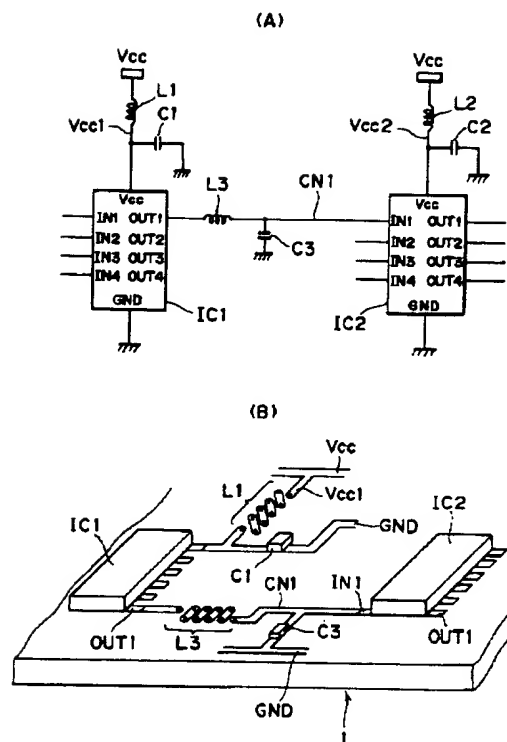 (A)
Vcc Vcc
L1 L2
Vcc1 C1 Vcc2 C2
L3 CN1
Vcc Vcc
IN1 OUT1 IN1 OUT1
IN2 OUT2 IN2 OUT2
IN3 OUT3 C3 IN3 OUT3
IN4 OUT4 IN4 OUT4
GND GND
IC1 IC2
(B)
Vcc
L1 Vcc1
IC1 IC2
GND
C1 CN1 IN1
OUT1 L3 C3 OUT1
GND
1